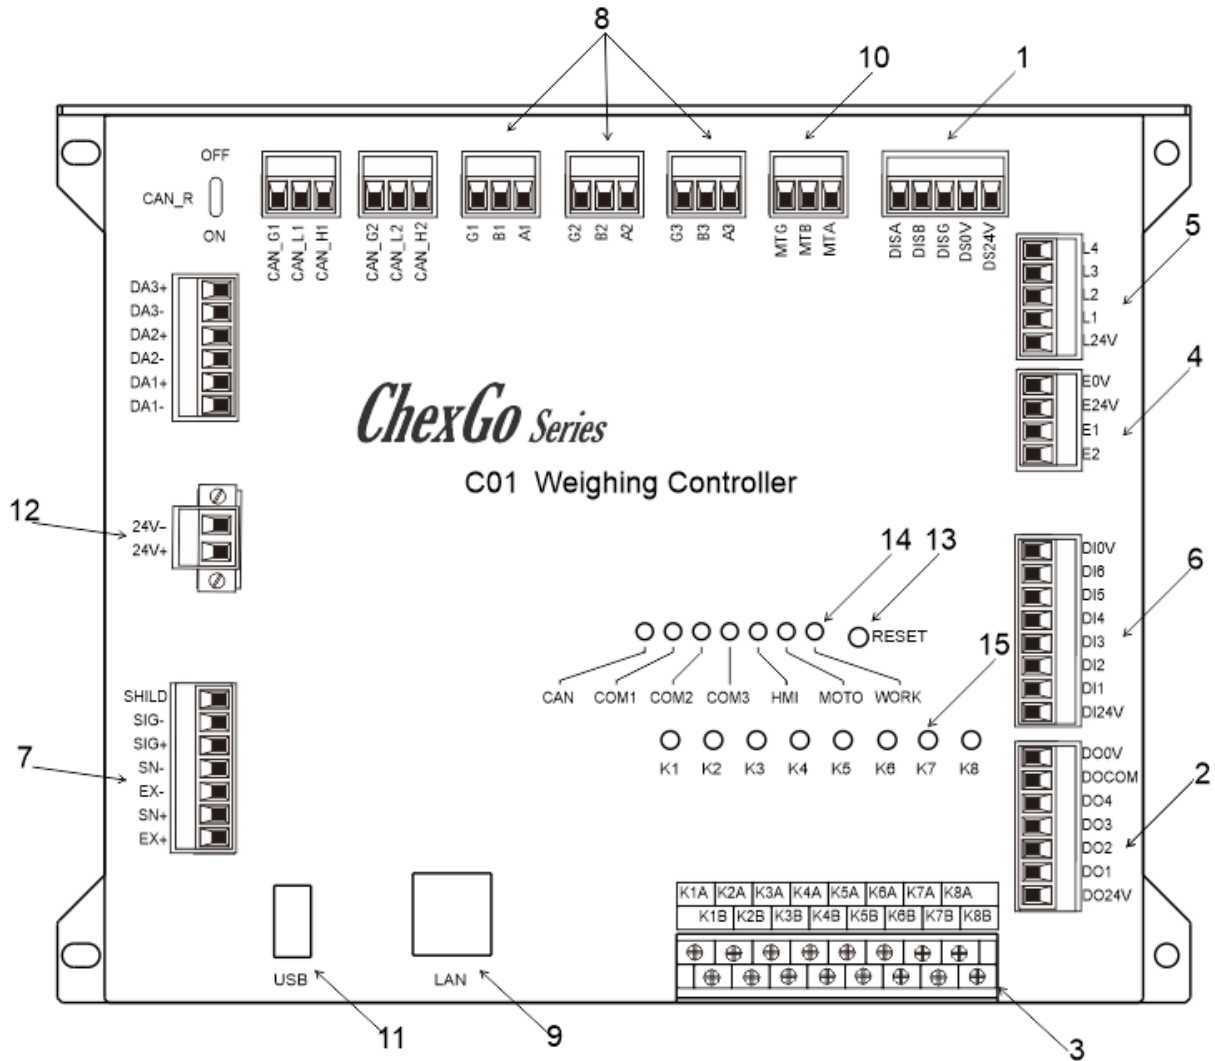 8
10
1
OFF
CAN_R
ON
CAN_G1
CAN_L1
CAN_H1
CAN_G2
CAN_L2
CAN_H2
G1
B1
A1
G2
B2
A2
G3
B3
A3
MTG
MTB
MTA
DISA
DISB
DISG
DS0V
DS24V
5
L4
L3
L2
L1
L24V
DA3+
DA3-
DA2+
DA2-
DA1+
DA1-
4
E0V
E24V
E1
E2
ChexGo Series
C01 Weighing Controller
12
24V-
24V+
14
13
RESET
15
CAN COM1 COM2 COM3 HMI MOTO WORK
K1 K2 K3 K4 K5 K6 K7 K8
6
DI0V
DI6
DI5
DI4
DI3
DI2
DI1
DI24V
7
SHILD
SIG-
SIG+
SN-
EX-
SN+
EX+
2
DO0V
DOCOM
DO4
DO3
DO2
DO1
DO24V
K1A K2A K3A K4A K5A K6A K7A K8A
K1B K2B K3B K4B K5B K6B K7B K8B
USB
LAN
11
9
3